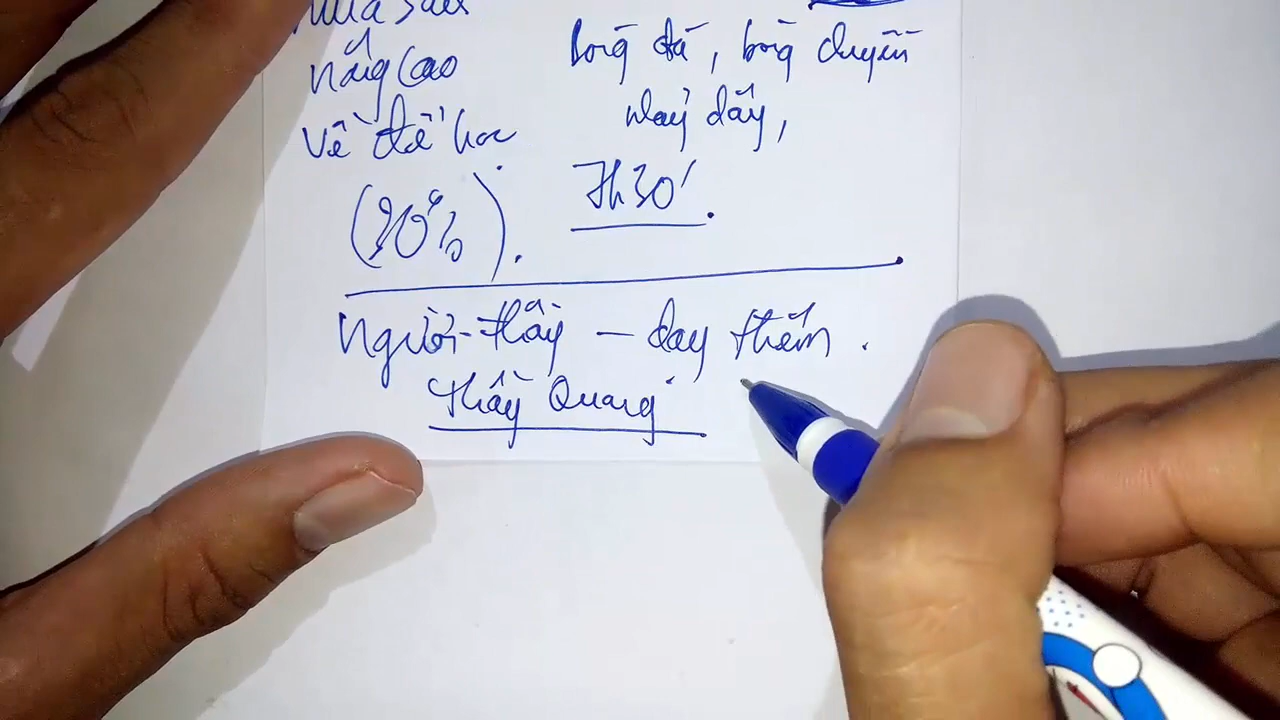 nâng cao
về để học
(90%).
bóng đá, bóng chuyền
nhảy dây,
7h30'.
Người thầy – dạy thêm.
Thầy Quang